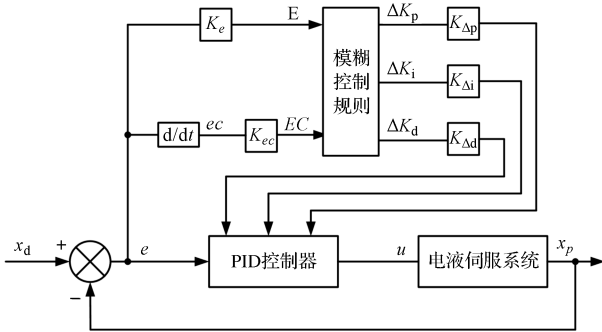 K_e E ΔK_p K_Δp
模糊
控制
规则
ΔK_i K_Δi
d/dt ec K_ec EC ΔK_d K_Δd
x_d + e PID控制器 u 电液伺服系统 x_p
−